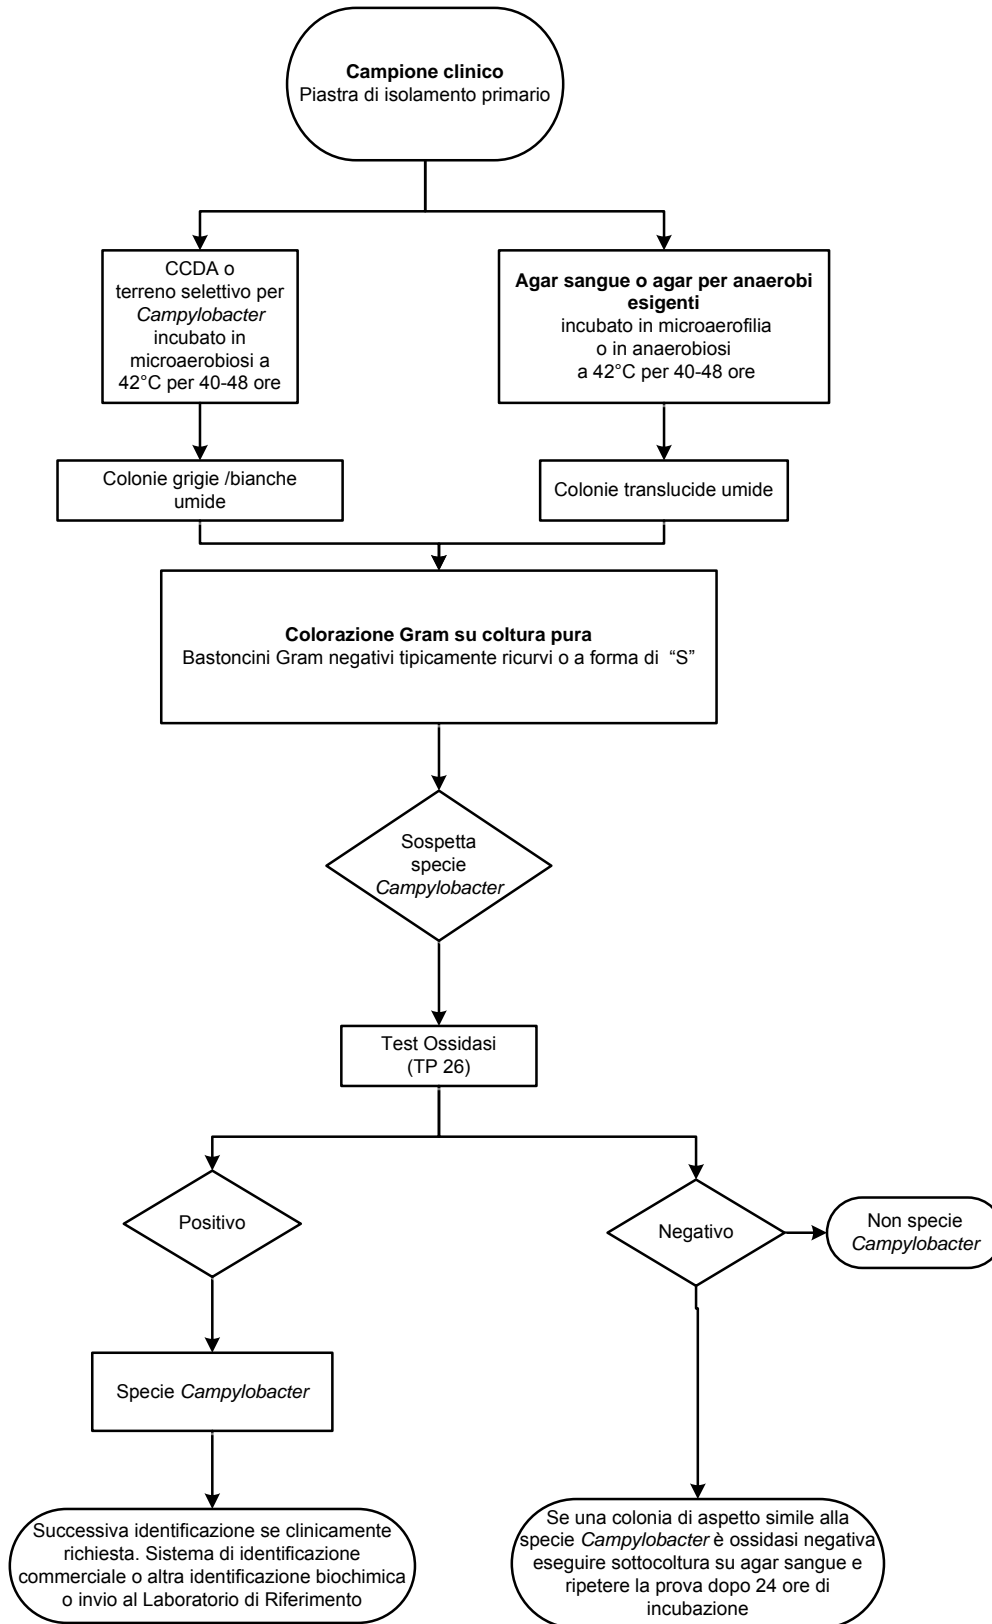 Campione clinico
Piastra di isolamento primario
CCDA o
terreno selettivo per
Campylobacter
incubato in
microaerobiosi a
42°C per 40-48 ore
Agar sangue o agar per anaerobi
esigenti
incubato in microaerofilia
o in anaerobiosi
a 42°C per 40-48 ore
Colonie grigie /bianche
umide
Colonie translucide umide
Colorazione Gram su coltura pura
Bastoncini Gram negativi tipicamente ricurvi o a forma di “S”
Sospetta
specie
Campylobacter
Test Ossidasi
(TP 26)
Positivo
Negativo
Non specie
Campylobacter
Specie Campylobacter
Successiva identificazione se clinicamente
richiesta. Sistema di identificazione
commerciale o altra identificazione biochimica
o invio al Laboratorio di Riferimento
Se una colonia di aspetto simile alla
specie Campylobacter è ossidasi negativa
eseguire sottocoltura su agar sangue e
ripetere la prova dopo 24 ore di
incubazione